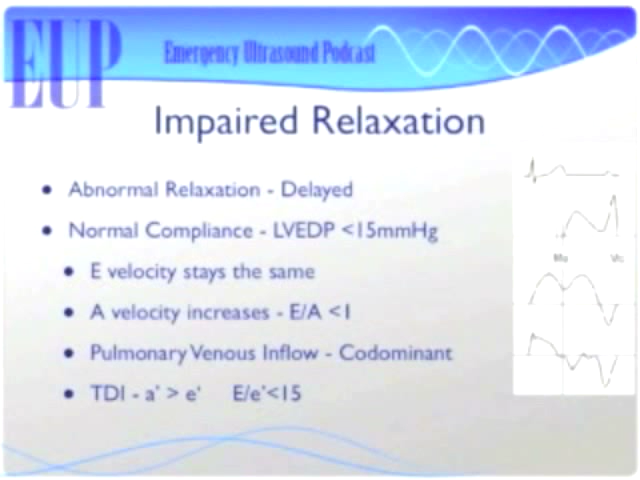 EUP
Emergency Ultrasound Podcast
Impaired Relaxation
• Abnormal Relaxation - Delayed
• Normal Compliance - LVEDP <15mmHg
• E velocity stays the same
• A velocity increases - E/A <1
• Pulmonary Venous Inflow - Codominant
• TDI - a' > e' E/e'<15